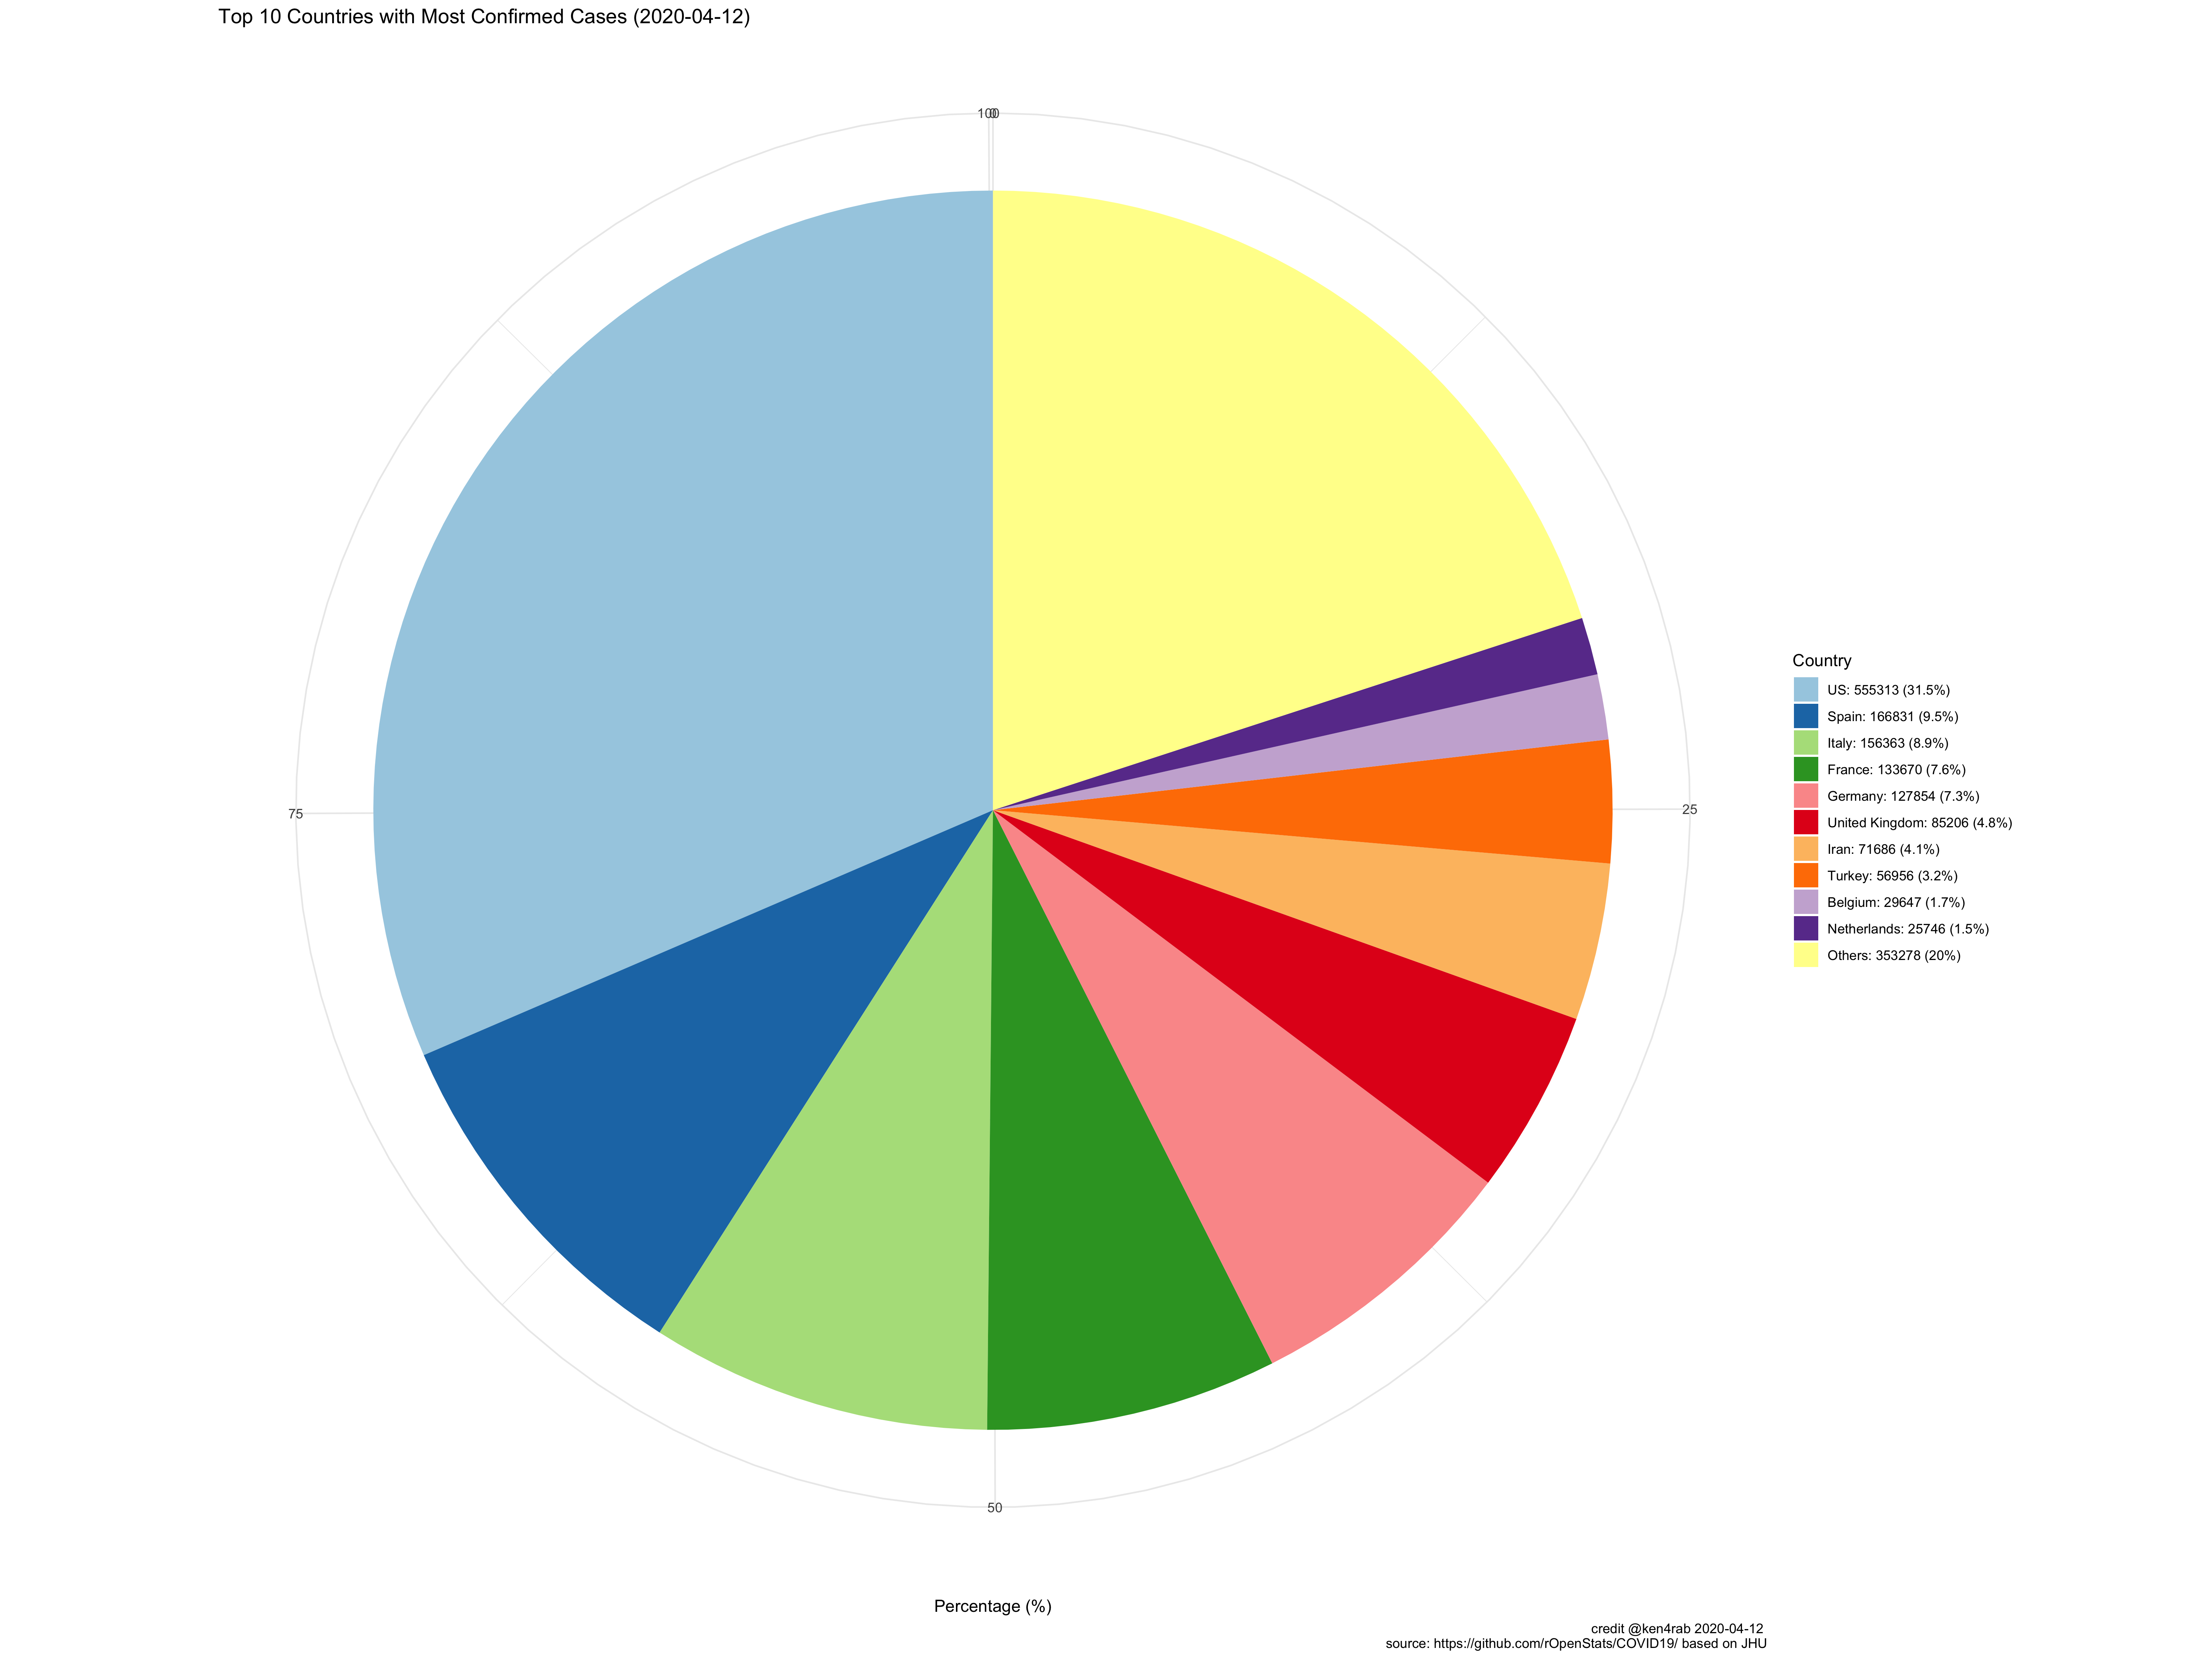 Top 10 Countries with Most Confirmed Cases (2020-04-12)
100
0
75
25
50
Country
US: 555313 (31.5%)
Spain: 166831 (9.5%)
Italy: 156363 (8.9%)
France: 133670 (7.6%)
Germany: 127854 (7.3%)
United Kingdom: 85206 (4.8%)
Iran: 71686 (4.1%)
Turkey: 56956 (3.2%)
Belgium: 29647 (1.7%)
Netherlands: 25746 (1.5%)
Others: 353278 (20%)
Percentage (%)
credit @ken4rab 2020-04-12
source: https://github.com/rOpenStats/COVID19/ based on JHU